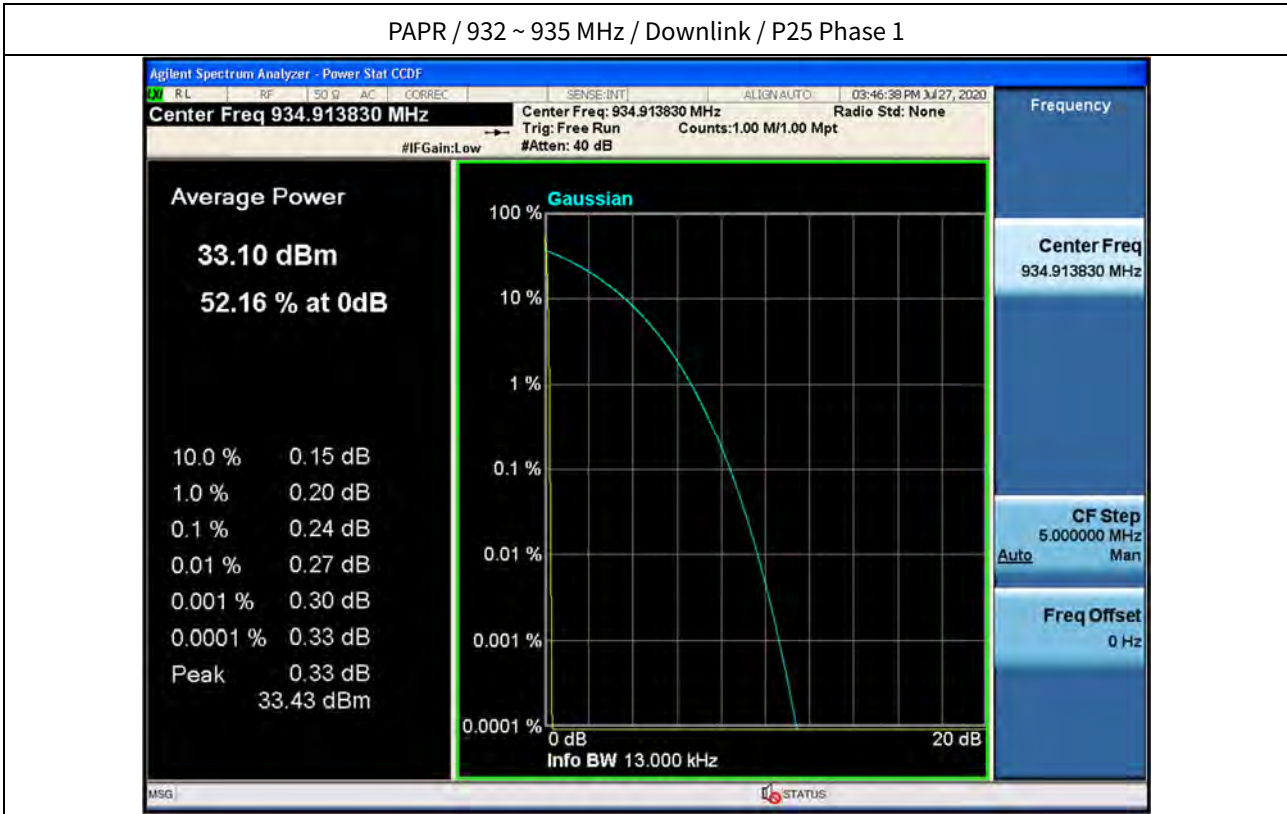 PAPR / 932 ~ 935 MHz / Downlink / P25 Phase 1
Agilent Spectrum Analyzer - Power Stat CCDF
LXI RL RF 50 Ω AC CORREC SENSE:INT ALIGN AUTO 03:46:38 PM Jul 27, 2020
Center Freq 934.913830 MHz
#IFGain:Low
Center Freq: 934.913830 MHz Radio Std: None
Trig: Free Run Counts:1.00 M/1.00 Mpt
#Atten: 40 dB
Frequency
Average Power
33.10 dBm
52.16 % at 0dB
10.0 % 0.15 dB
1.0 % 0.20 dB
0.1 % 0.24 dB
0.01 % 0.27 dB
0.001 % 0.30 dB
0.0001 % 0.33 dB
Peak 0.33 dB
33.43 dBm
Gaussian
100 %
10 %
1 %
0.1 %
0.01 %
0.001 %
0.0001 %
0 dB 20 dB
Info BW 13.000 kHz
Center Freq
934.913830 MHz
CF Step
5.000000 MHz
Auto Man
Freq Offset
0 Hz
MSG STATUS